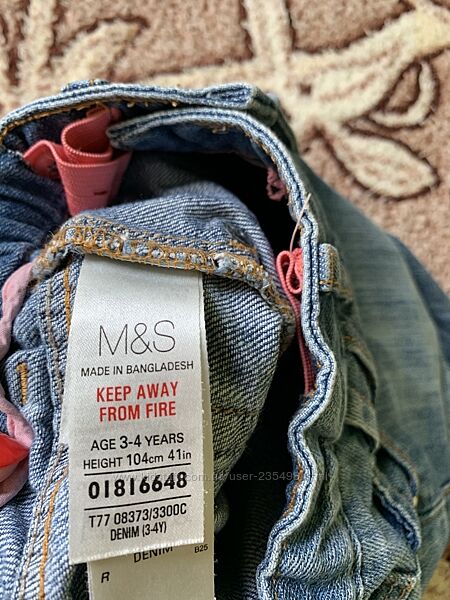 M&S
MADE IN BANGLADESH
KEEP AWAY
FROM FIRE
AGE 3-4 YEARS
HEIGHT 104cm 41in
01816648
T77 08373/3300C
DENIM (3-4Y)
DENIM B25
R